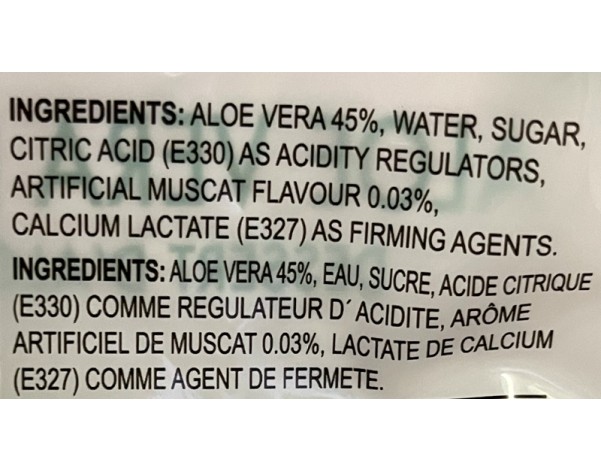 INGREDIENTS: ALOE VERA 45%, WATER, SUGAR,
CITRIC ACID (E330) AS ACIDITY REGULATORS,
ARTIFICIAL MUSCAT FLAVOUR 0.03%,
CALCIUM LACTATE (E327) AS FIRMING AGENTS.
INGREDIENTS: ALOE VERA 45%, EAU, SUCRE, ACIDE CITRIQUE
(E330) COMME REGULATEUR D´ ACIDITE, ARÔME
ARTIFICIEL DE MUSCAT 0.03%, LACTATE DE CALCIUM
(E327) COMME AGENT DE FERMETE.